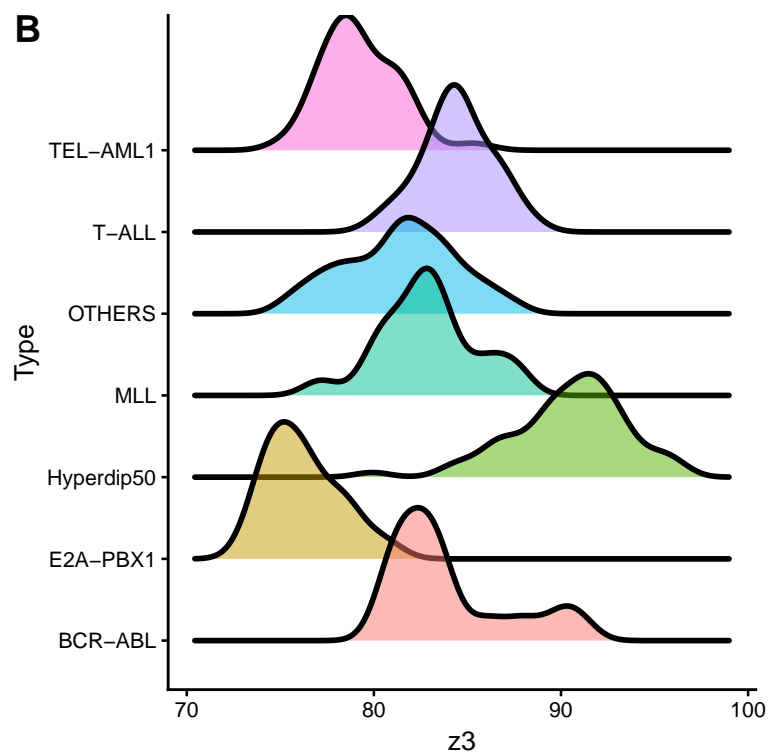 B
Type
TEL−AML1
T−ALL
OTHERS
MLL
Hyperdip50
E2A−PBX1
BCR−ABL
70 80 90 100
z3